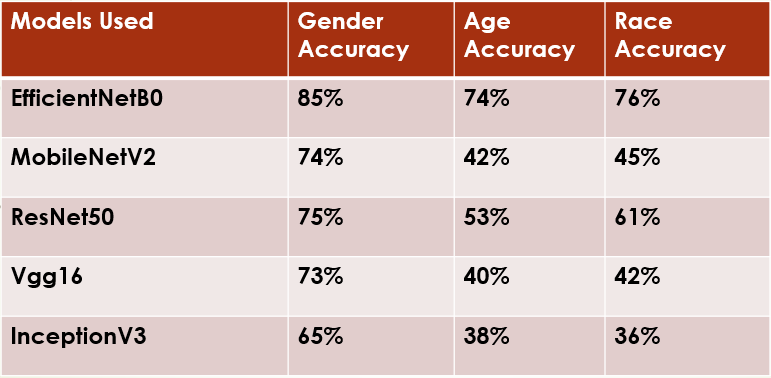 Models Used Gender Accuracy Age Accuracy Race Accuracy
EfficientNetB0 85% 74% 76%
MobileNetV2 74% 42% 45%
ResNet50 75% 53% 61%
Vgg16 73% 40% 42%
InceptionV3 65% 38% 36%